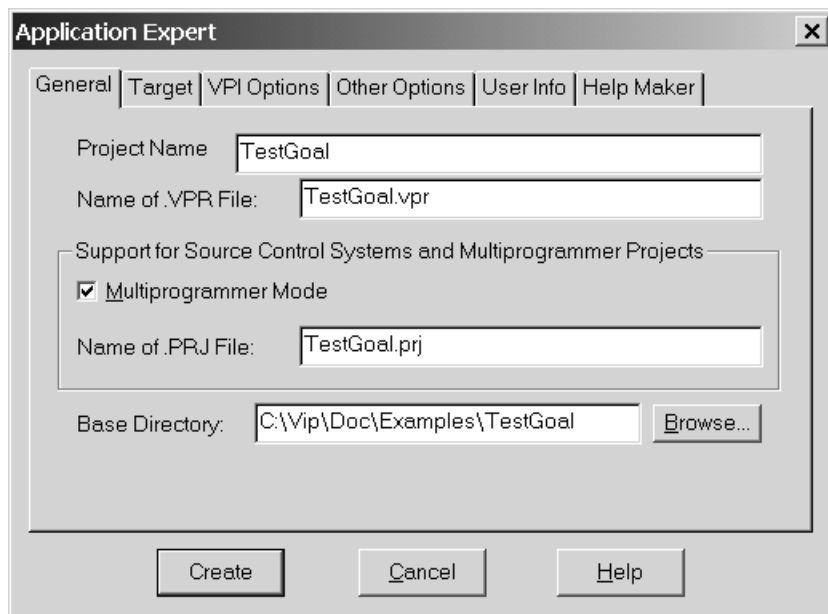 Application Expert
General Target VPI Options Other Options User Info Help Maker
Project Name TestGoal
Name of .VPR File: TestGoal.vpr
Support for Source Control Systems and Multiprogrammer Projects
Multiprogrammer Mode
Name of .PRJ File: TestGoal.prj
Base Directory: C:\Vip\Doc\Examples\TestGoal Browse...
Create Cancel Help